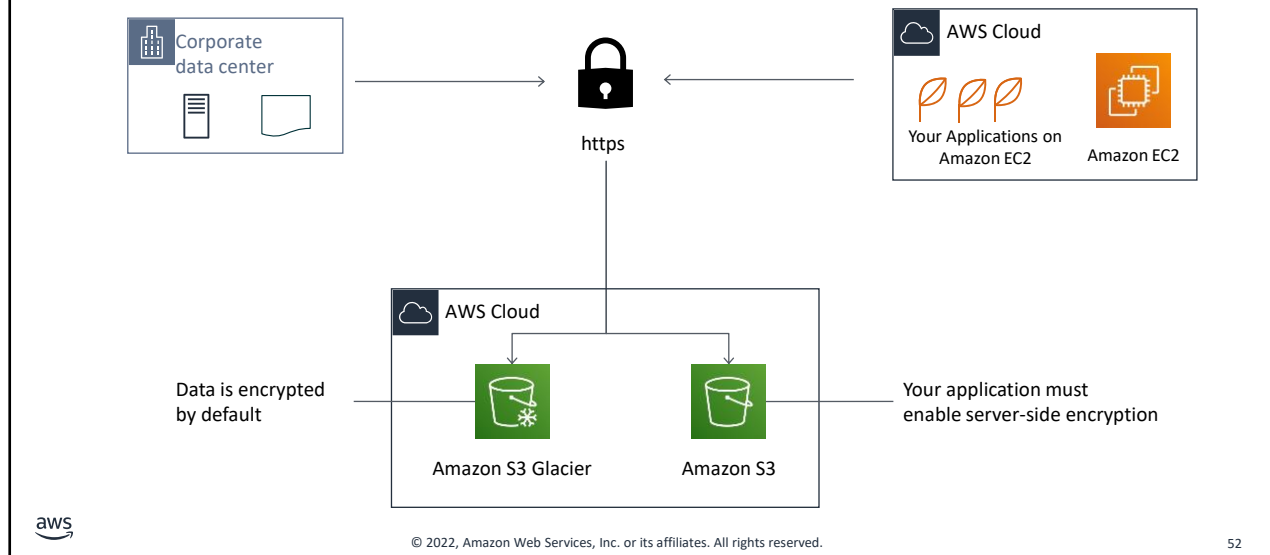 Corporate
data center
https
AWS Cloud
Your Applications on
Amazon EC2
Amazon EC2
AWS Cloud
Data is encrypted
by default
Amazon S3 Glacier
Amazon S3
Your application must
enable server-side encryption
aws
© 2022, Amazon Web Services, Inc. or its affiliates. All rights reserved.
52